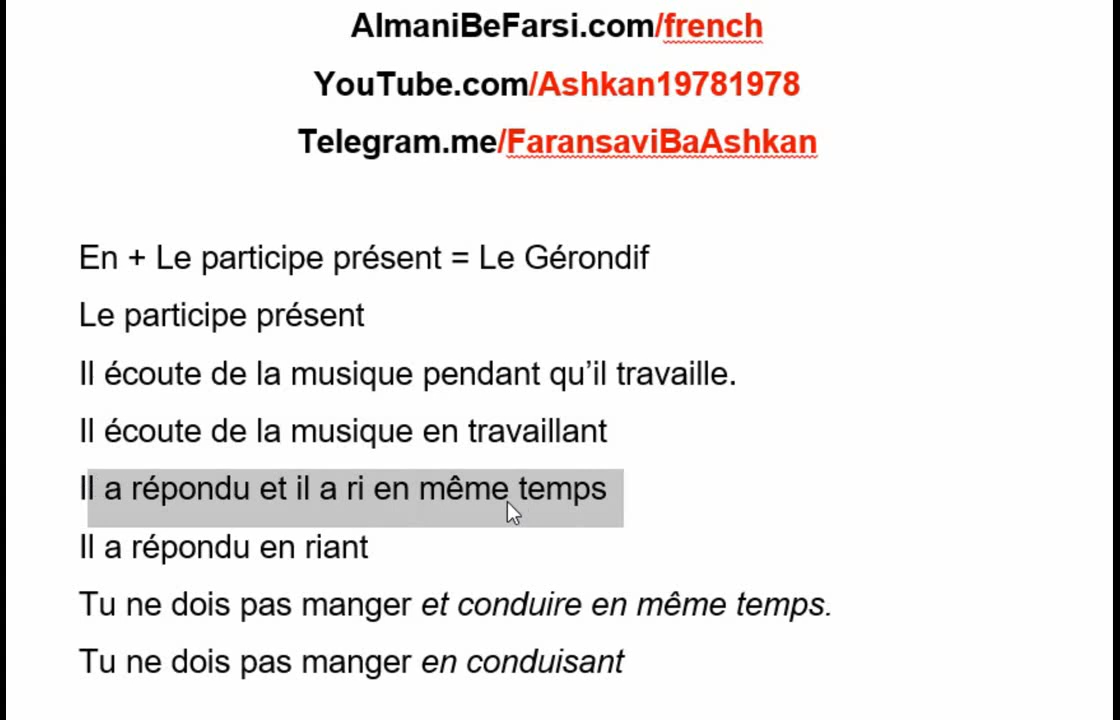 AlmaniBeFarsi.com/french
YouTube.com/Ashkan19781978
Telegram.me/FaransaviBaAshkan
En + Le participe présent = Le Gérondif
Le participe présent
Il écoute de la musique pendant qu’il travaille.
Il écoute de la musique en travaillant
Il a répondu et il a ri en même temps
Il a répondu en riant
Tu ne dois pas manger et conduire en même temps.
Tu ne dois pas manger en conduisant